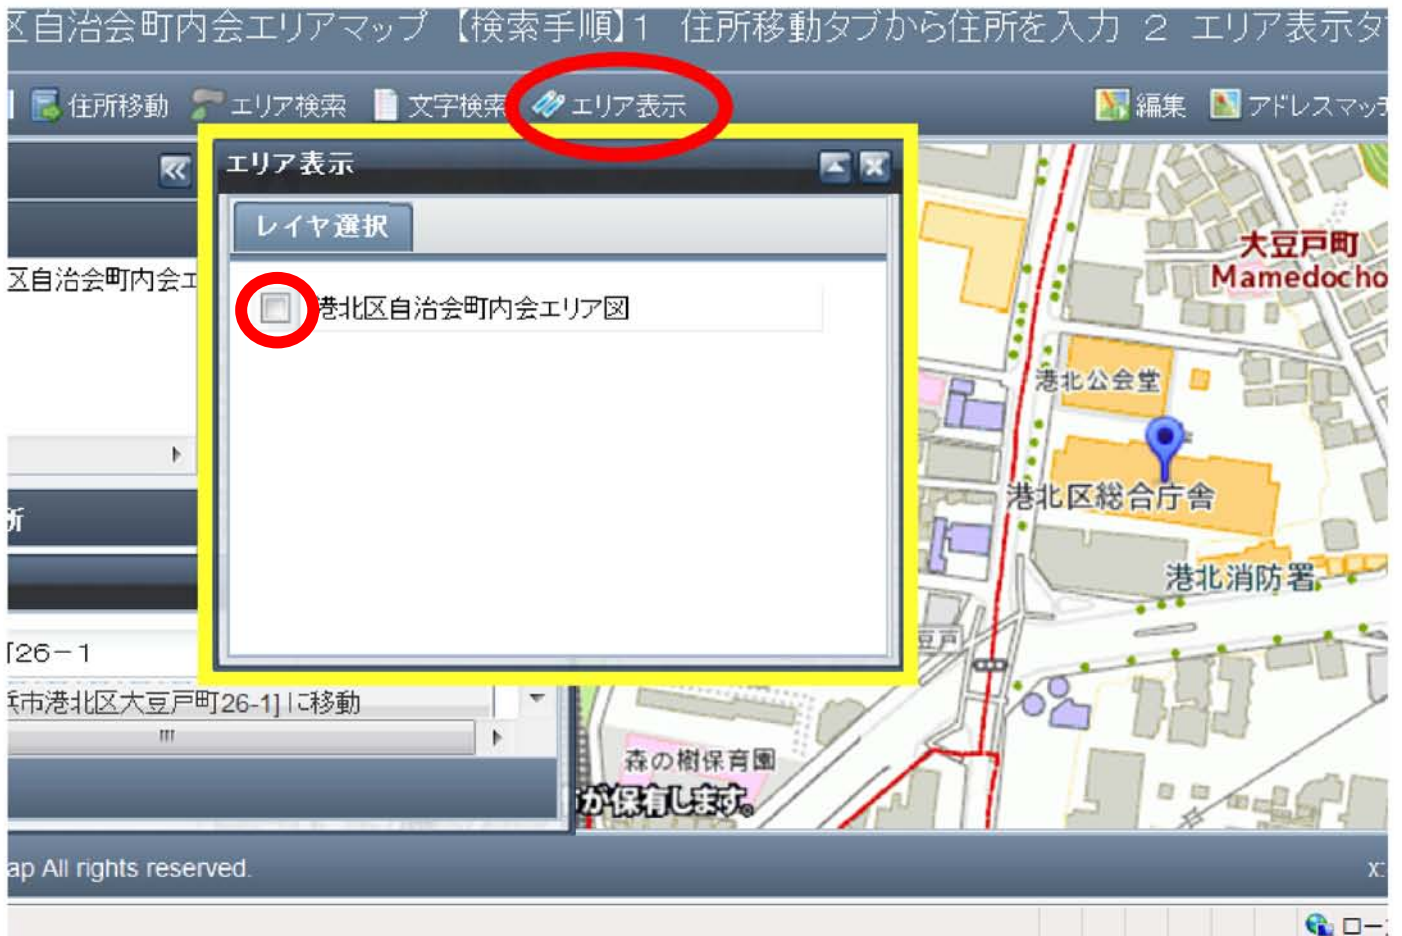 区自治会町内会エリアマップ 【検索手順】1 住所移動タブから住所を入力 2 エリア表示タ
住所移動 エリア検索 文字検索 エリア表示 編集 アドレスマッチ
エリア表示
レイヤ選択
区自治会町内会エ
港北区自治会町内会エリア図
大豆戸町
Mamedocho
港北公会堂
港北区総合庁舎
所
港北消防署
26-1
豆戸
浜市港北区大豆戸町26-1] に移動
森の樹保育園
が保有します。
ap All rights reserved.
x:
ロー